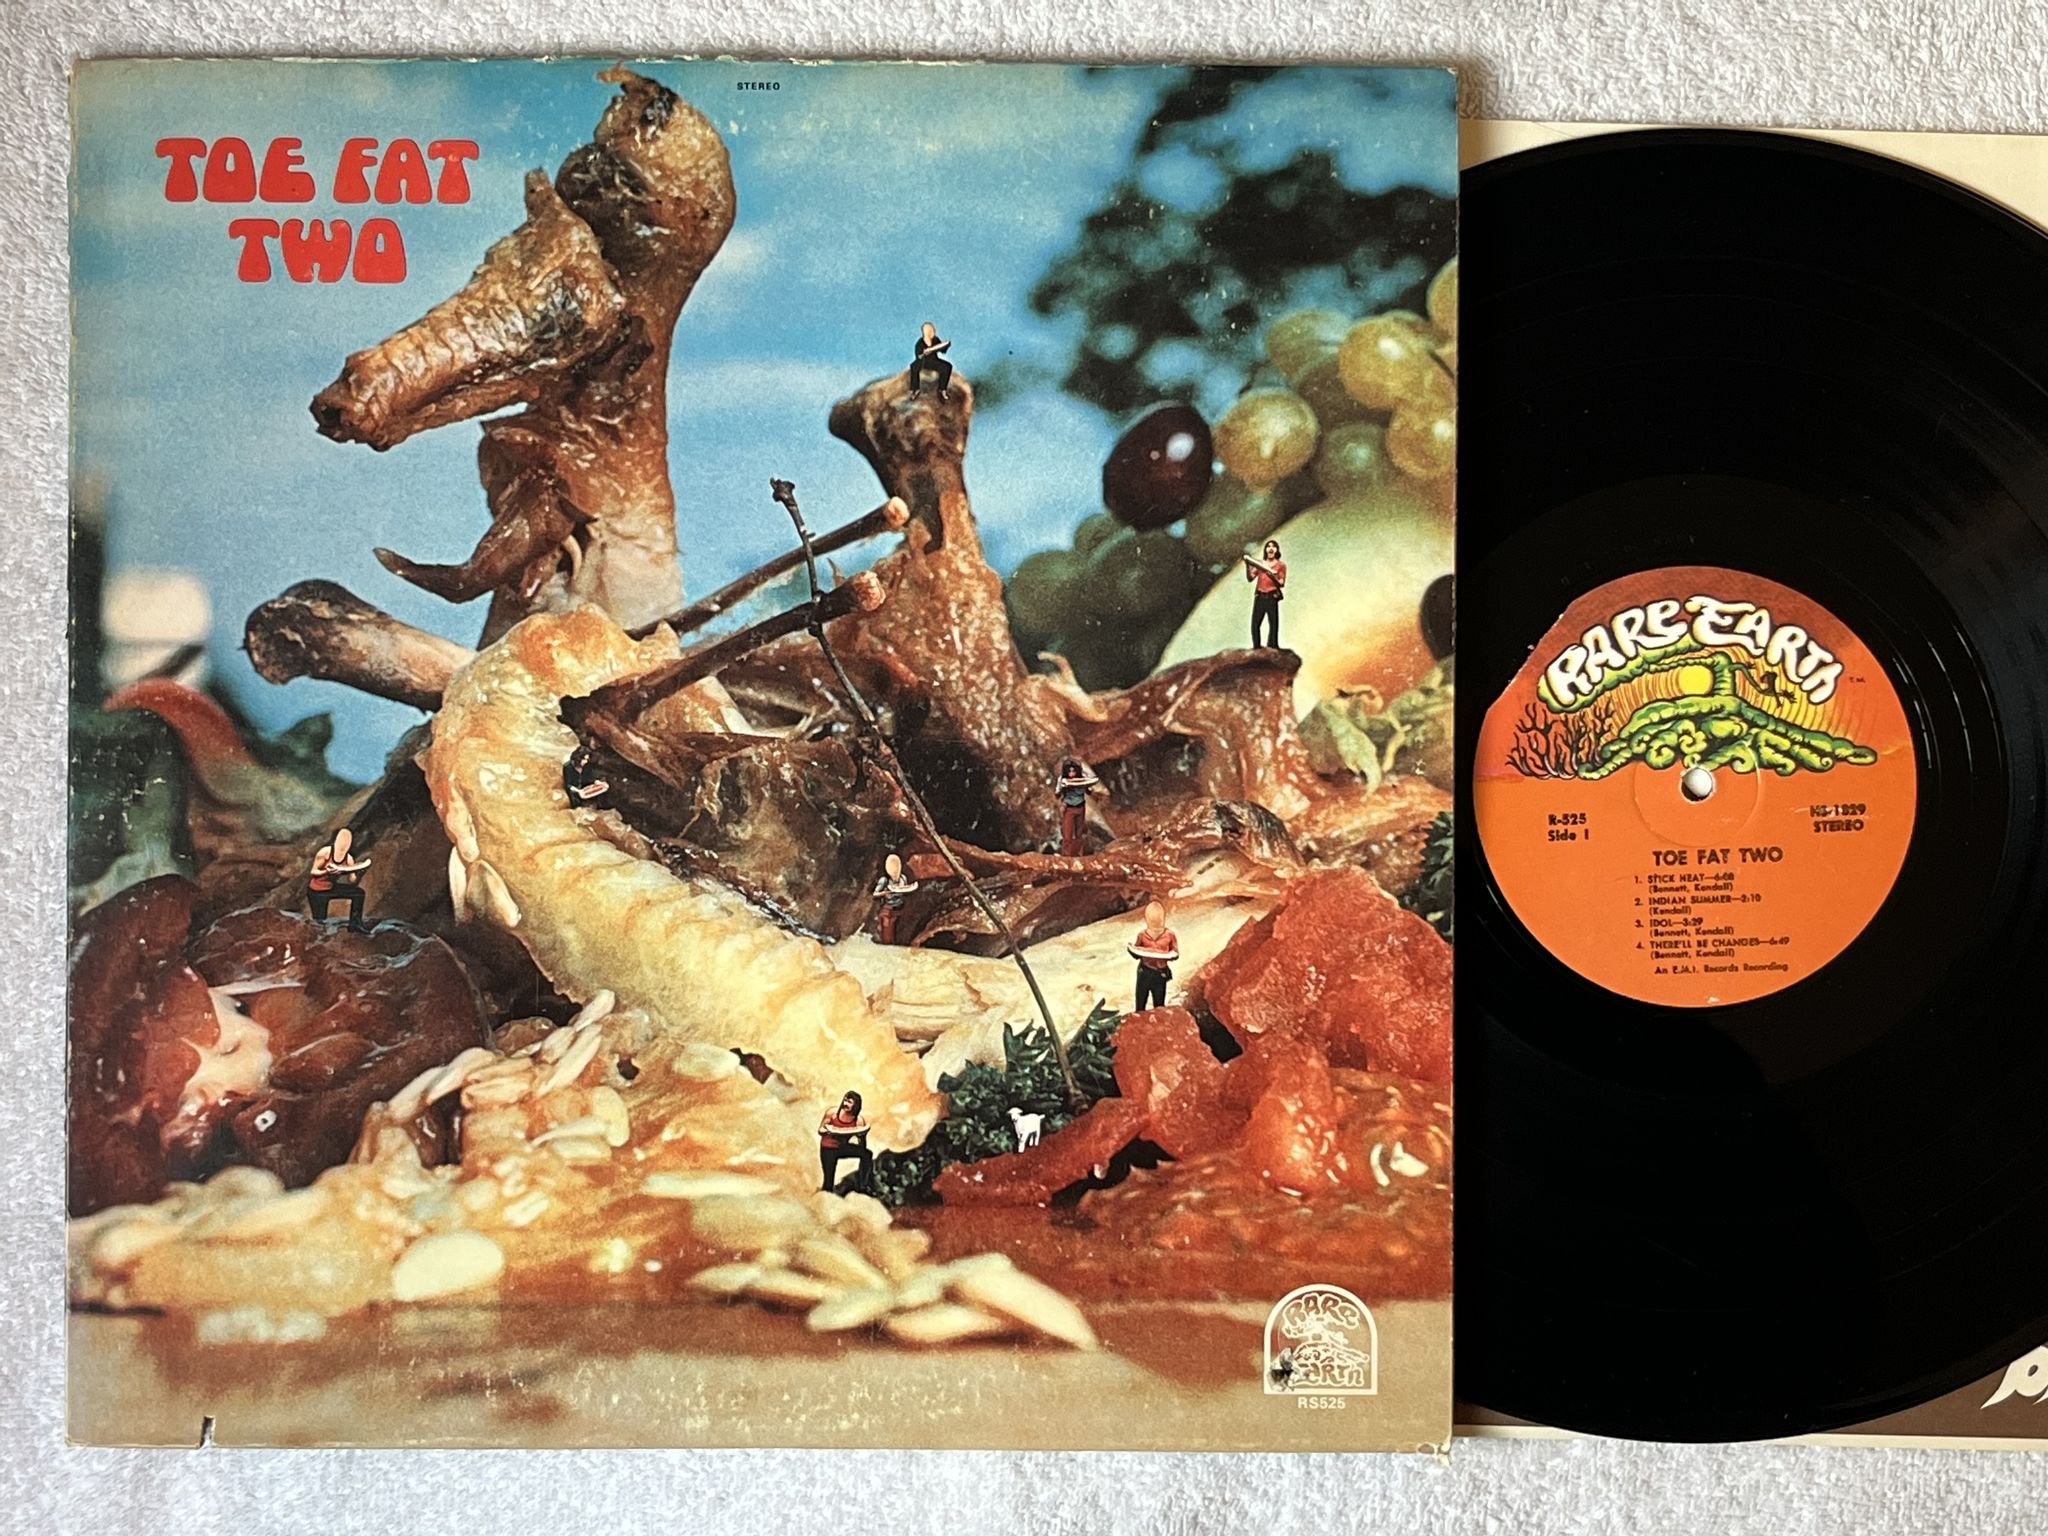 STEREO
TOE FAT
TWO
RARE
EARTH
RS525
RARE EARTH
T.M.
R-525
Side 1
HS-1829
STEREO
TOE FAT TWO
1. STICK HEAT—6:08
(Bennett, Kendall)
2. INDIAN SUMMER—2:10
(Kendall)
3. IDOL—3:29
(Bennett, Kendall)
4. THERE'LL BE CHANGES—6:49
(Bennett, Kendall)
An E.M.I. Records Recording